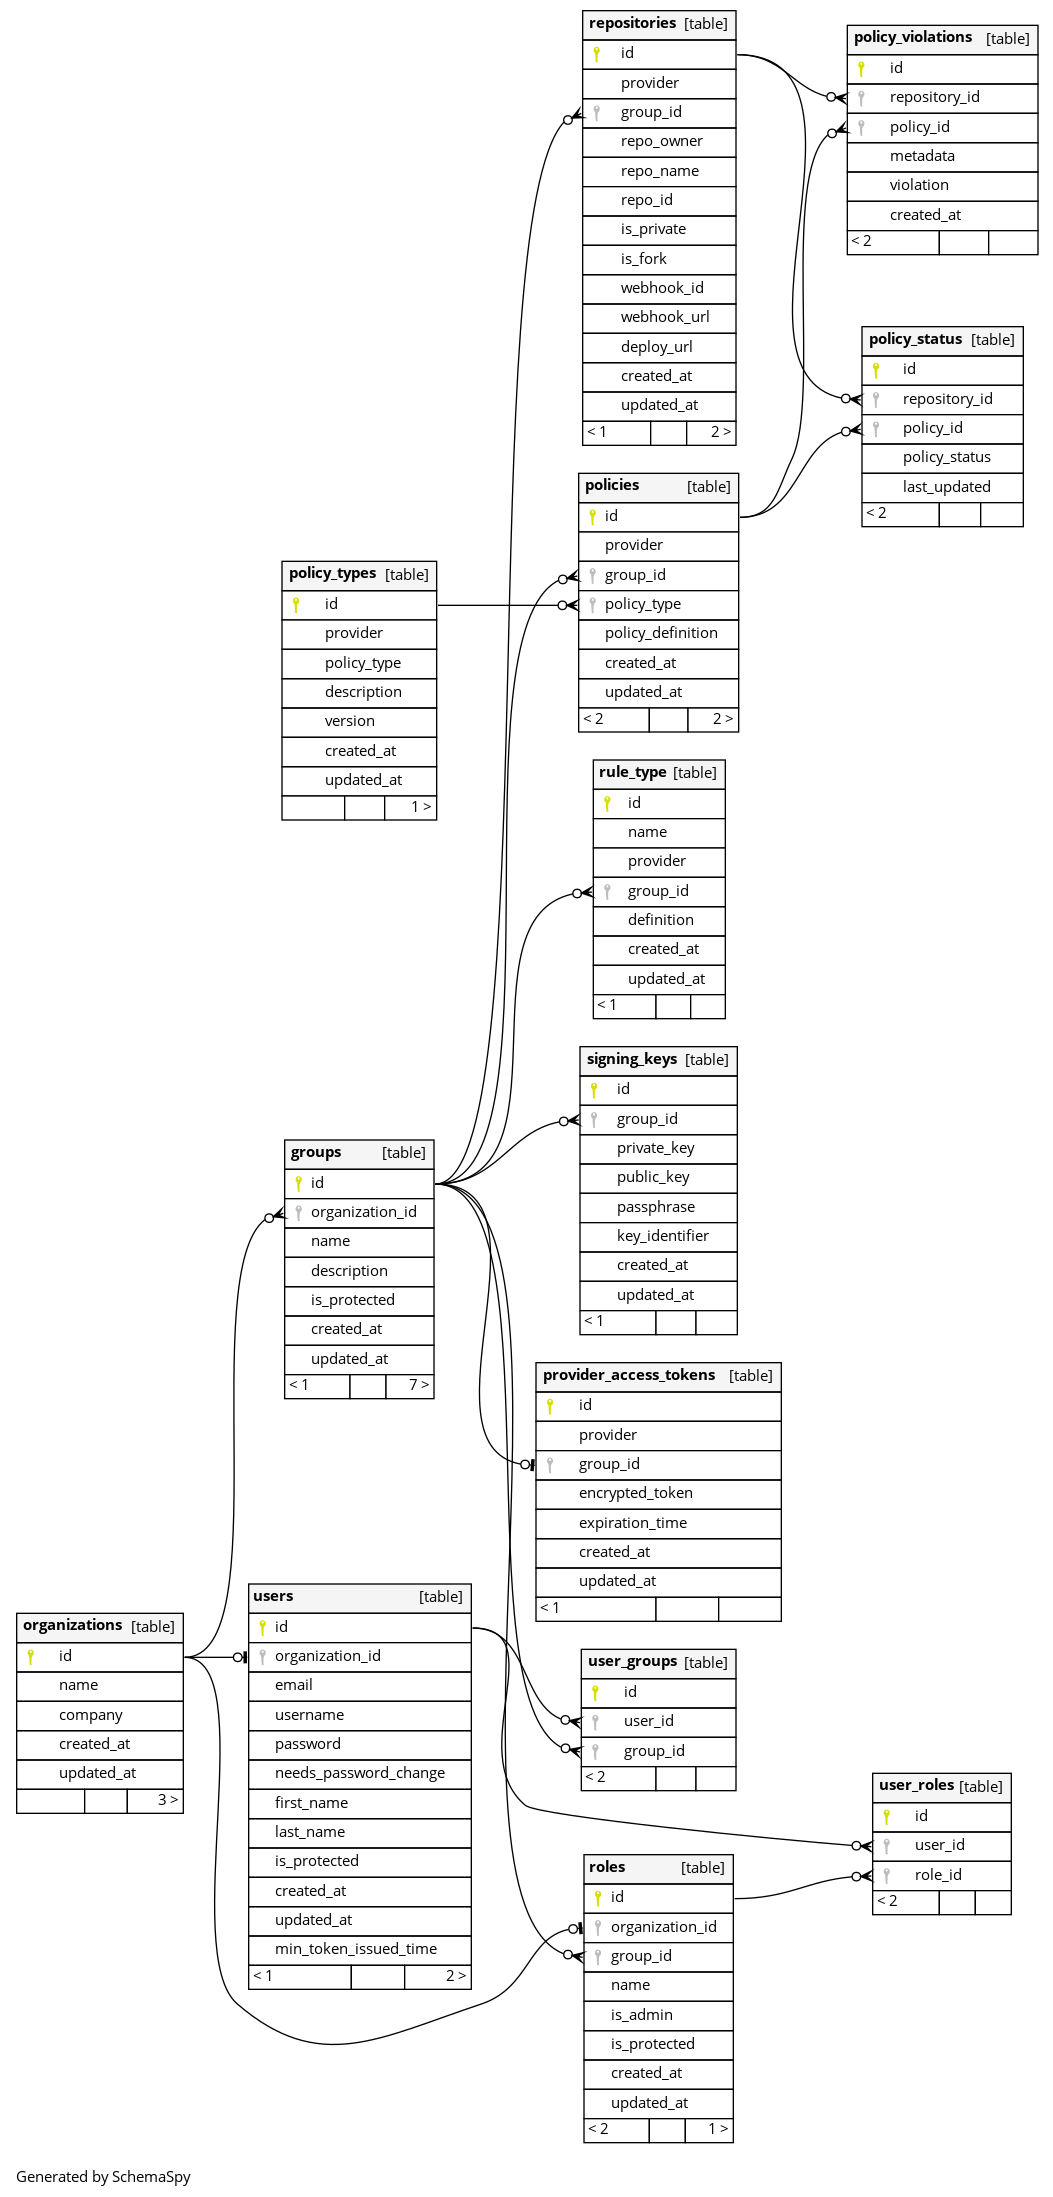 repositories [table]
id
provider
group_id
repo_owner
repo_name
repo_id
is_private
is_fork
webhook_id
webhook_url
deploy_url
created_at
updated_at
< 1 2 >
policy_violations [table]
id
repository_id
policy_id
metadata
violation
created_at
< 2
policy_status [table]
id
repository_id
policy_id
policy_status
last_updated
< 2
policies [table]
id
provider
group_id
policy_type
policy_definition
created_at
updated_at
< 2 2 >
policy_types [table]
id
provider
policy_type
description
version
created_at
updated_at
1 >
rule_type [table]
id
name
provider
group_id
definition
created_at
updated_at
< 1
signing_keys [table]
id
group_id
private_key
public_key
passphrase
key_identifier
created_at
updated_at
< 1
groups [table]
id
organization_id
name
description
is_protected
created_at
updated_at
< 1 7 >
provider_access_tokens [table]
id
provider
group_id
encrypted_token
expiration_time
created_at
updated_at
< 1
organizations [table]
id
name
company
created_at
updated_at
3 >
users [table]
id
organization_id
email
username
password
needs_password_change
first_name
last_name
is_protected
created_at
updated_at
min_token_issued_time
< 1 2 >
user_groups [table]
id
user_id
group_id
< 2
user_roles [table]
id
user_id
role_id
< 2
roles [table]
id
organization_id
group_id
name
is_admin
is_protected
created_at
updated_at
< 2 1 >
Generated by SchemaSpy